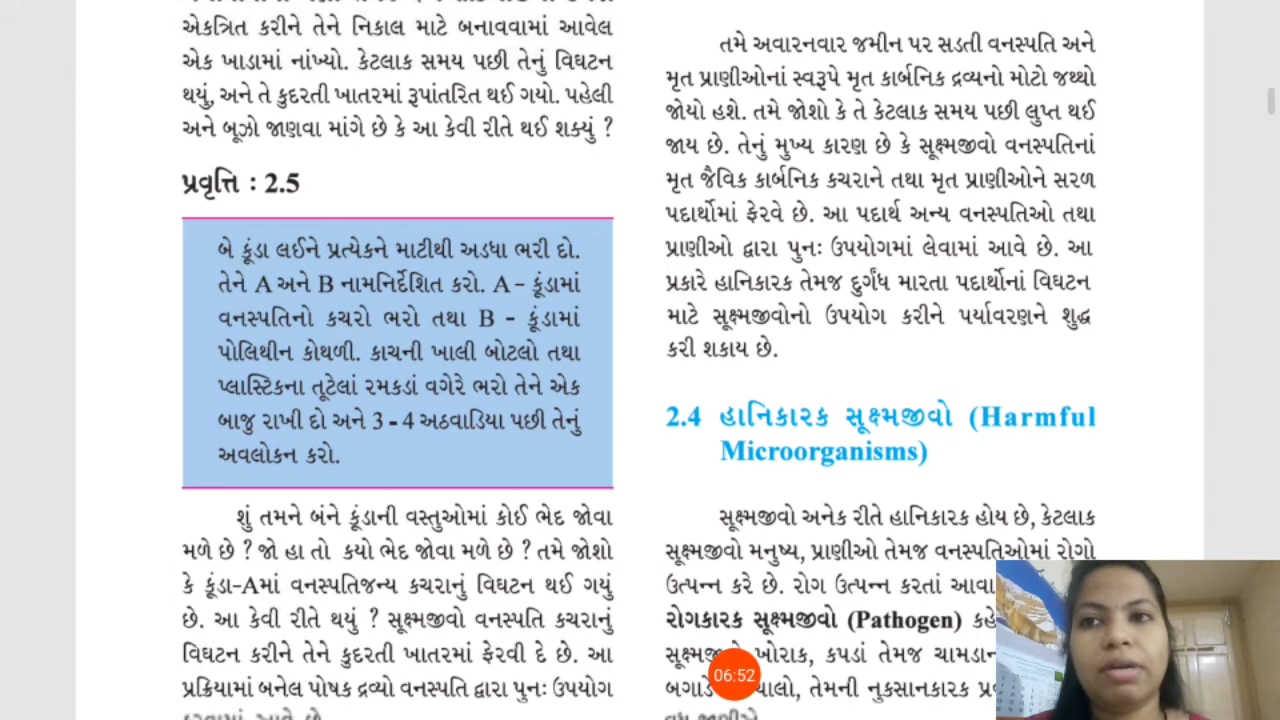 એકત્રિત કરીને તેને નિકાલ માટે બનાવવામાં આવેલ
એક ખાડામાં નાંખ્યો. કેટલાક સમય પછી તેનું વિઘટન
થયું, અને તે કુદરતી ખાતરમાં રૂપાંતરિત થઈ ગયો. પહેલી
અને બૂઝો જાણવા માંગે છે કે આ કેવી રીતે થઈ શક્યું ?
પ્રવૃત્તિ : 2.5
બે કૂંડા લઈને પ્રત્યેકને માટીથી અડધા ભરી દો.
તેને A અને B નામનિર્દેશિત કરો. A - કૂંડામાં
વનસ્પતિનો કચરો ભરો તથા B - કૂંડામાં
પોલિથીન કોથળી. કાચની ખાલી બોટલો તથા
પ્લાસ્ટિકના તૂટેલાં રમકડાં વગેરે ભરો તેને એક
બાજુ રાખી દો અને 3 - 4 અઠવાડિયા પછી તેનું
અવલોકન કરો.
શું તમને બંને કૂંડાની વસ્તુઓમાં કોઈ ભેદ જોવા
મળે છે ? જો હા તો કયો ભેદ જોવા મળે છે ? તમે જોશો
કે કૂંડા-Aમાં વનસ્પતિજન્ય કચરાનું વિઘટન થઈ ગયું
છે. આ કેવી રીતે થયું ? સૂક્ષ્મજીવો વનસ્પતિ કચરાનું
વિઘટન કરીને તેને કુદરતી ખાતરમાં ફેરવી દે છે. આ
પ્રક્રિયામાં બનેલ પોષક દ્રવ્યો વનસ્પતિ દ્વારા પુનઃ ઉપયોગ
તમે અવારનવાર જમીન પર સડતી વનસ્પતિ અને
મૃત પ્રાણીઓનાં સ્વરૂપે મૃત કાર્બનિક દ્રવ્યનો મોટો જથ્થો
જોયો હશે. તમે જોશો કે તે કેટલાક સમય પછી લુપ્ત થઈ
જાય છે. તેનું મુખ્ય કારણ છે કે સૂક્ષ્મજીવો વનસ્પતિનાં
મૃત જૈવિક કાર્બનિક કચરાને તથા મૃત પ્રાણીઓને સરળ
પદાર્થોમાં ફેરવે છે. આ પદાર્થ અન્ય વનસ્પતિઓ તથા
પ્રાણીઓ દ્વારા પુનઃ ઉપયોગમાં લેવામાં આવે છે. આ
પ્રકારે હાનિકારક તેમજ દુર્ગંધ મારતા પદાર્થોનાં વિઘટન
માટે સૂક્ષ્મજીવોનો ઉપયોગ કરીને પર્યાવરણને શુદ્ધ
કરી શકાય છે.
2.4 હાનિકારક સૂક્ષ્મજીવો (Harmful
Microorganisms)
સૂક્ષ્મજીવો અનેક રીતે હાનિકારક હોય છે, કેટલાક
સૂક્ષ્મજીવો મનુષ્ય, પ્રાણીઓ તેમજ વનસ્પતિઓમાં રોગો
ઉત્પન્ન કરે છે. રોગ ઉત્પન્ન કરતાં આવા
રોગકારક સૂક્ષ્મજીવો (Pathogen)
ખોરાક, કપડાં તેમજ
તેમની નુકસાનકારક
06:52